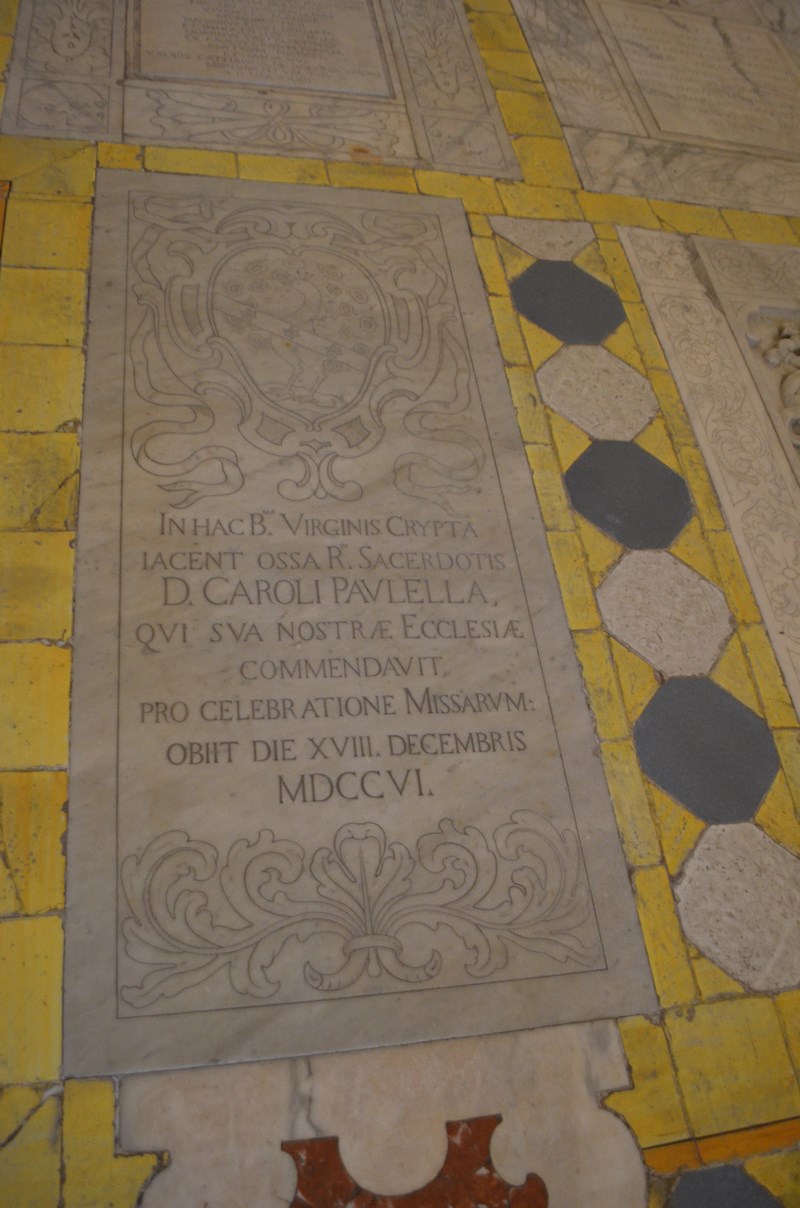 IN HAC B.ᴹᴬᴱ VIRGINIS CRYPTA
IACENT OSSA R. SACERDOTIS
D. CAROLI PAVLELLA,
QVI SVA NOSTRÆ ECCLESIÆ
COMMENDAVIT.
PRO CELEBRATIONE MISSARVM:
OBIIT DIE XVIII. DECEMBRIS
MDCCVI.